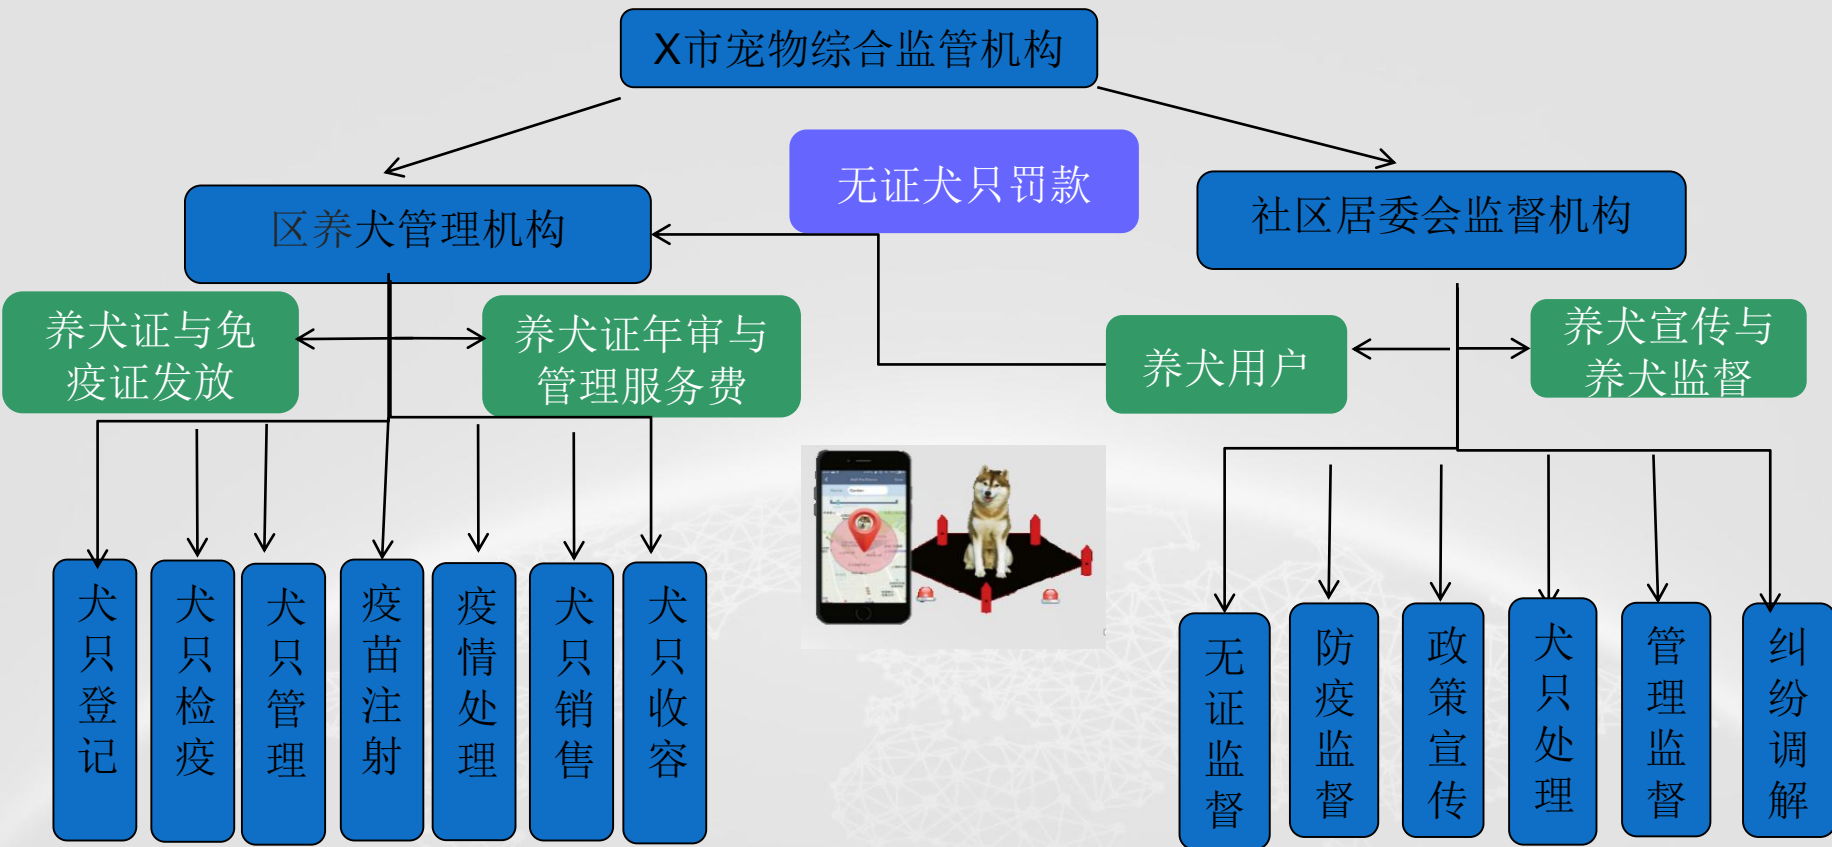 X市宠物综合监管机构
无证犬只罚款
区养犬管理机构
社区居委会监督机构
养犬证与免
疫证发放
养犬证年审与
管理服务费
养犬用户
养犬宣传与
养犬监督
犬只登记
犬只检疫
犬只管理
疫苗注射
疫情处理
犬只销售
犬只收容
无证监督
防疫监督
政策宣传
犬只处理
管理监督
纠纷调解